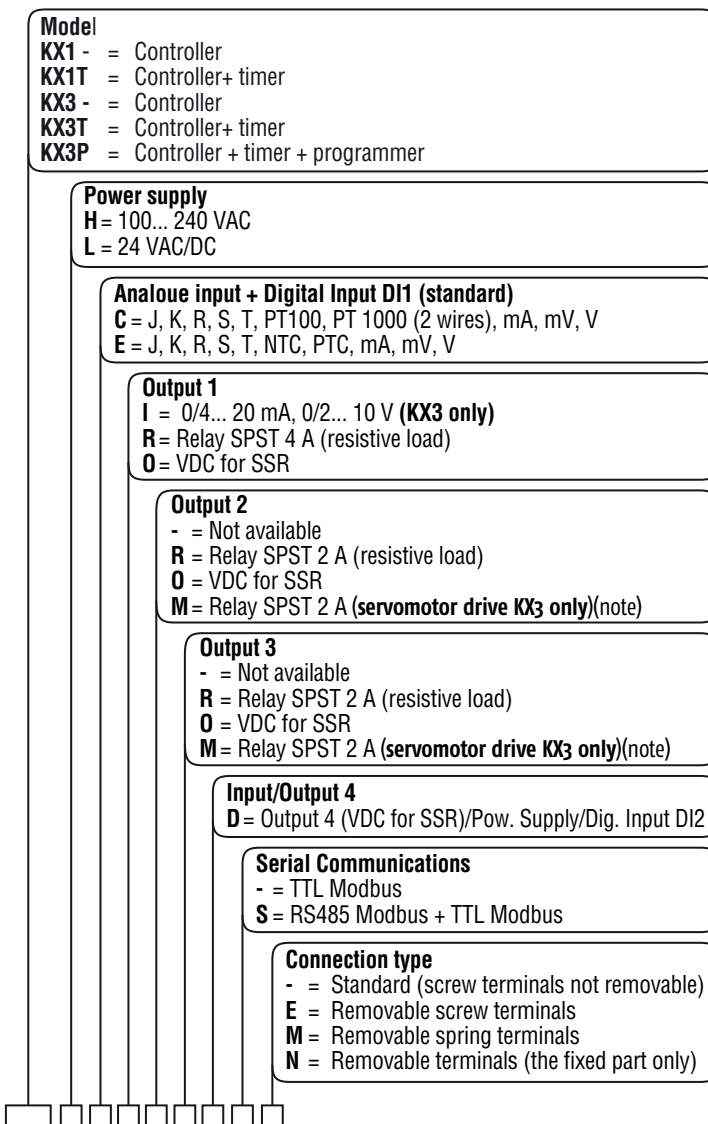 Model
KX1 - = Controller
KX1T = Controller+ timer
KX3 - = Controller
KX3T = Controller+ timer
KX3P = Controller + timer + programmer
Power supply
H = 100... 240 VAC
L = 24 VAC/DC
Analoue input + Digital Input DI1 (standard)
C = J, K, R, S, T, PT100, PT 1000 (2 wires), mA, mV, V
E = J, K, R, S, T, NTC, PTC, mA, mV, V
Output 1
I = 0/4... 20 mA, 0/2... 10 V (KX3 only)
R = Relay SPST 4 A (resistive load)
O = VDC for SSR
Output 2
- = Not available
R = Relay SPST 2 A (resistive load)
O = VDC for SSR
M = Relay SPST 2 A (servomotor drive KX3 only)(note)
Output 3
- = Not available
R = Relay SPST 2 A (resistive load)
O = VDC for SSR
M = Relay SPST 2 A (servomotor drive KX3 only)(note)
Input/Output 4
D = Output 4 (VDC for SSR)/Pow. Supply/Dig. Input DI2
Serial Communications
- = TTL Modbus
S = RS485 Modbus + TTL Modbus
Connection type
- = Standard (screw terminals not removable)
E = Removable screw terminals
M = Removable spring terminals
N = Removable terminals (the fixed part only)